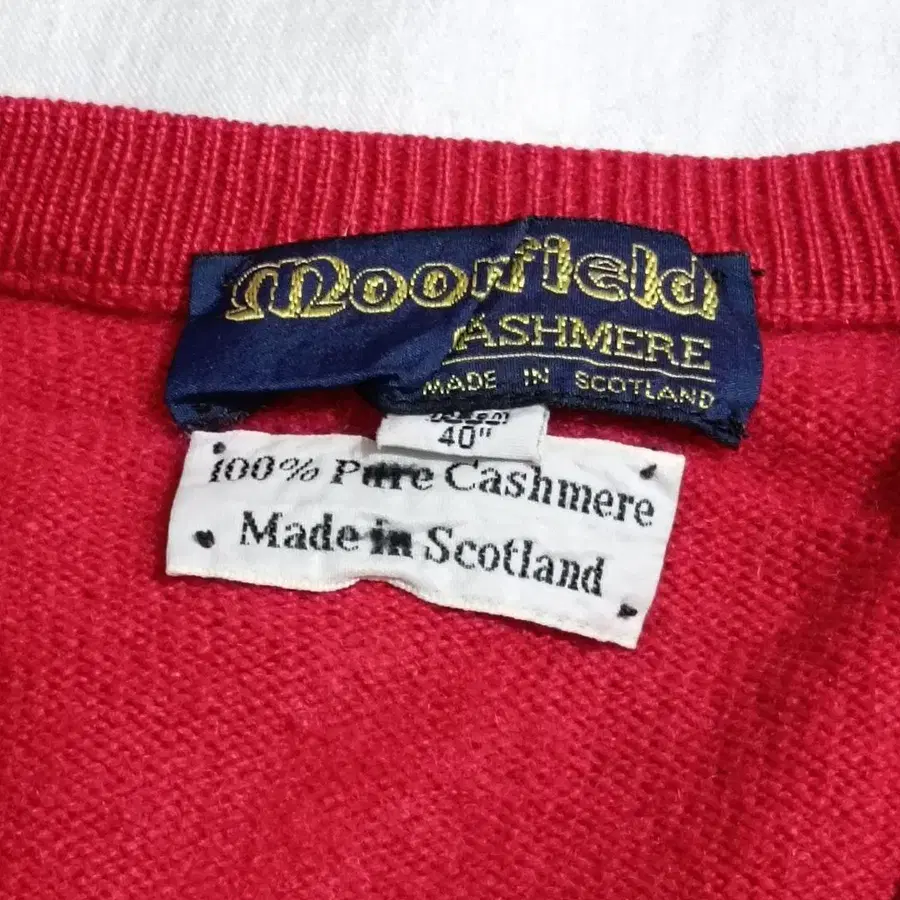 Moorfield
CASHMERE
MADE IN SCOTLAND
40"
100% Pure Cashmere
Made in Scotland